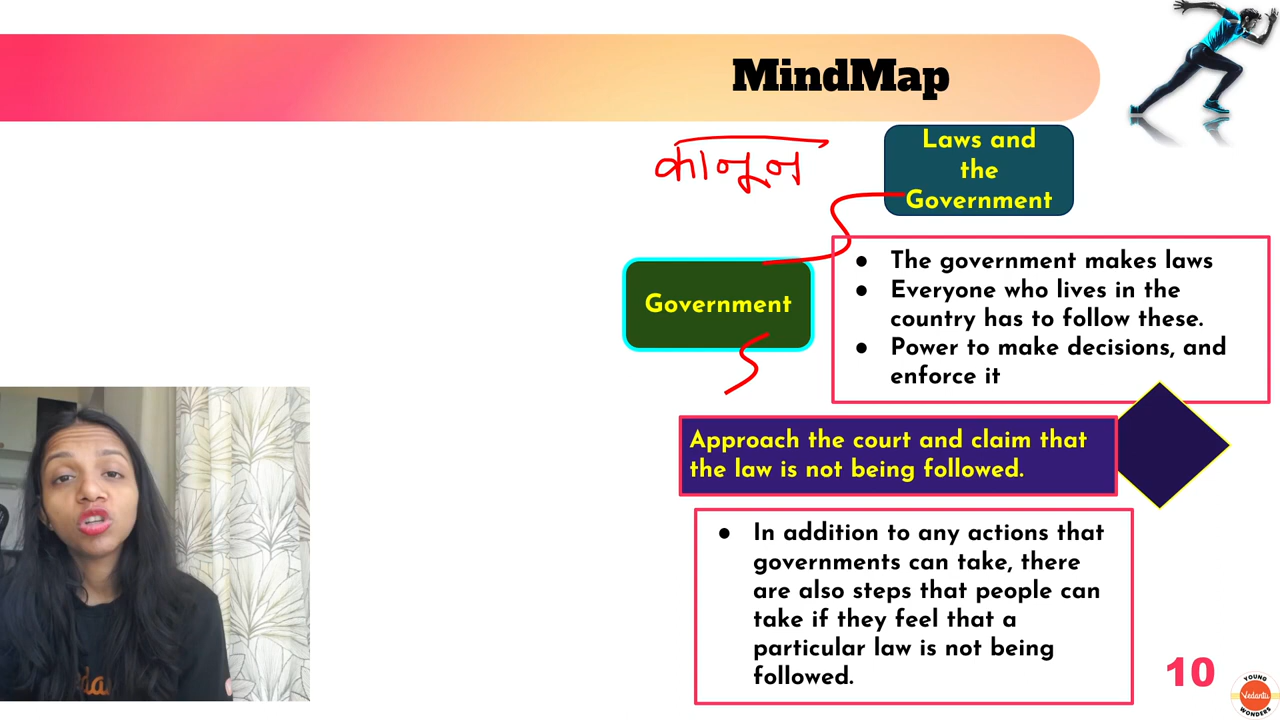 MindMap
कानून
Laws and
the
Government
Government
● The government makes laws
● Everyone who lives in the
country has to follow these.
● Power to make decisions, and
enforce it
Approach the court and claim that
the law is not being followed.
● In addition to any actions that
governments can take, there
are also steps that people can
take if they feel that a
particular law is not being
followed.
10
YOUNG
Vedantu
WONDERS